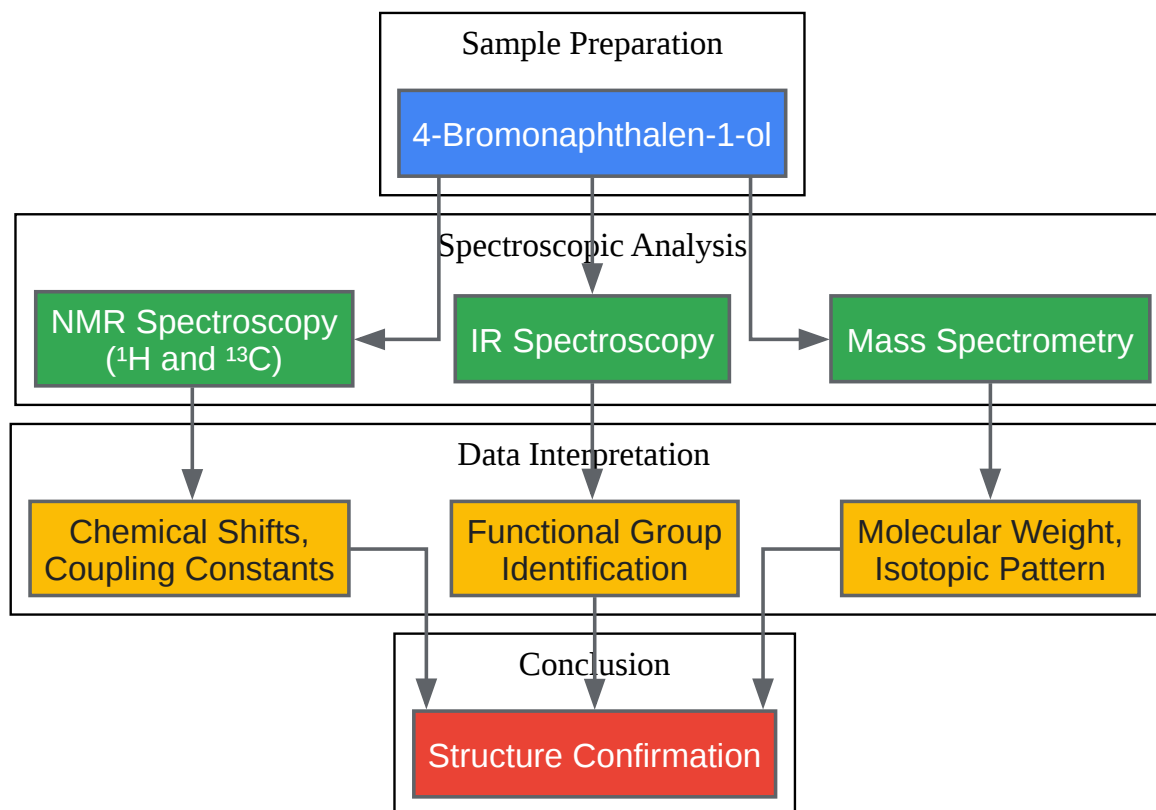 Sample Preparation
4-Bromonaphthalen-1-ol
Spectroscopic Analysis
NMR Spectroscopy
(¹H and ¹³C)
IR Spectroscopy
Mass Spectrometry
Data Interpretation
Chemical Shifts,
Coupling Constants
Functional Group
Identification
Molecular Weight,
Isotopic Pattern
Conclusion
Structure Confirmation